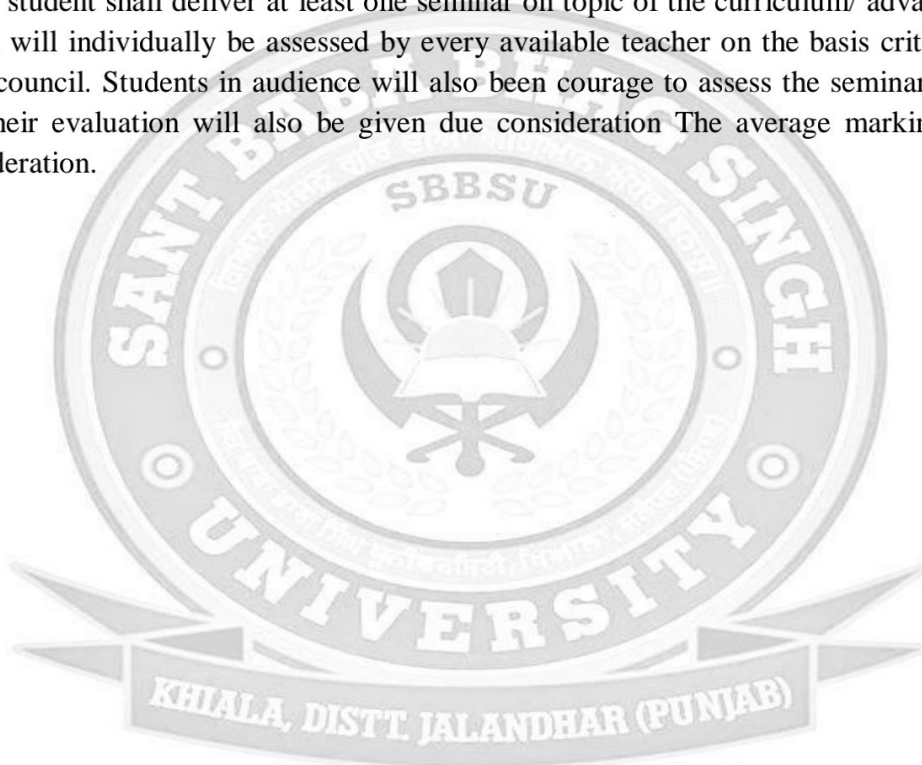 student shall deliver at least one seminar on topic of the curriculum/ adva
will individually be assessed by every available teacher on the basis crit
council. Students in audience will also been courage to assess the seminar
heir evaluation will also be given due consideration The average markin
deration.
SANT BABA BHAG SINGH
SBBSU
UNIVERSITY
KHIALA, DISTT. JALANDHAR (PUNJAB)